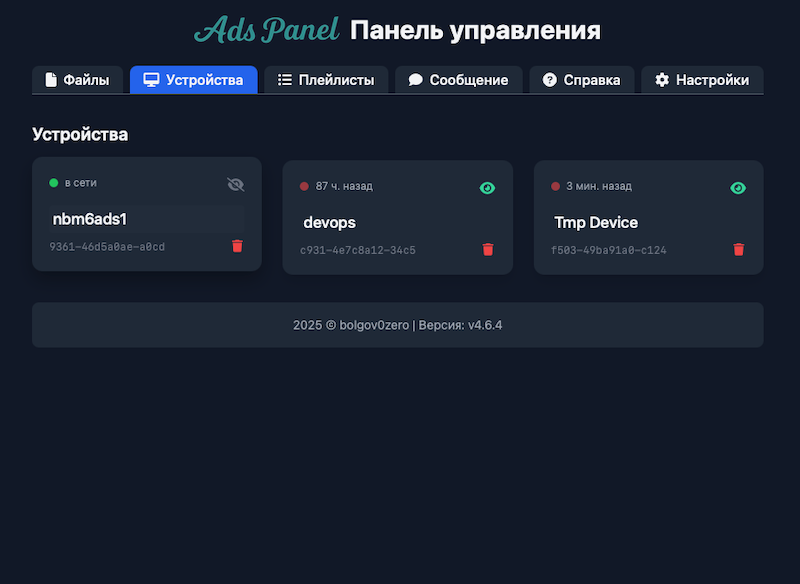 Ads Panel Панель управления
Файлы Устройства Плейлисты Сообщение Справка Настройки
Устройства
в сети
nbm6ads1
9361-46d5a0ae-a0cd
87 ч. назад
devops
c931-4e7c8a12-34c5
3 мин. назад
Tmp Device
f503-49ba91a0-c124
2025 © bolgov0zero | Версия: v4.6.4